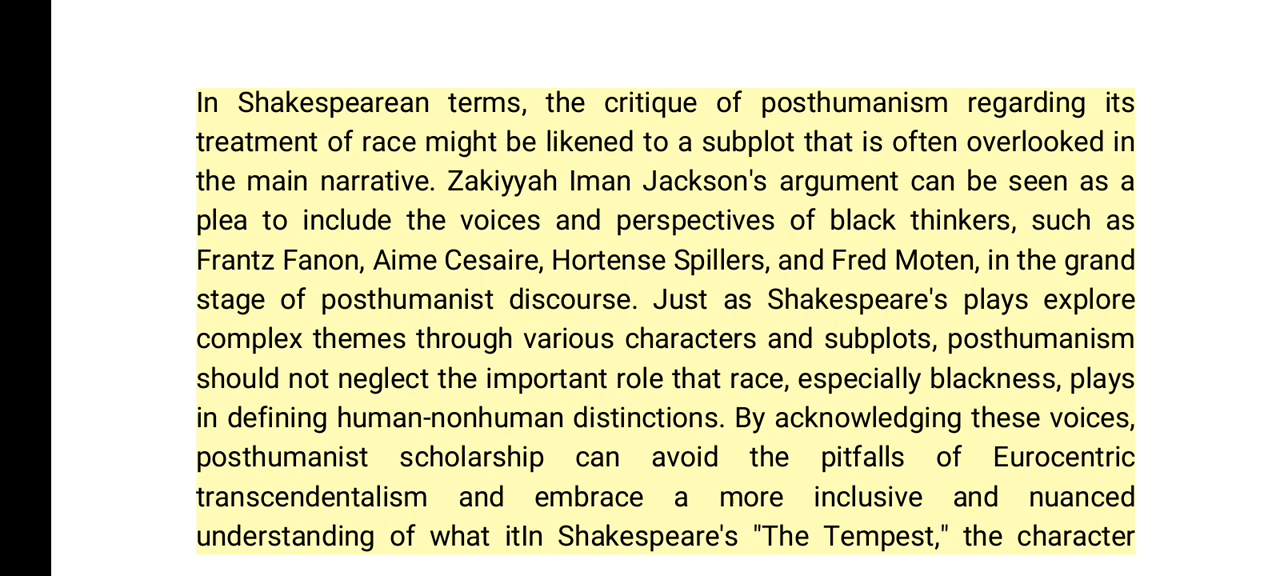 In Shakespearean terms, the critique of posthumanism regarding its
treatment of race might be likened to a subplot that is often overlooked in
the main narrative. Zakiyyah Iman Jackson's argument can be seen as a
plea to include the voices and perspectives of black thinkers, such as
Frantz Fanon, Aime Cesaire, Hortense Spillers, and Fred Moten, in the grand
stage of posthumanist discourse. Just as Shakespeare's plays explore
complex themes through various characters and subplots, posthumanism
should not neglect the important role that race, especially blackness, plays
in defining human-nonhuman distinctions. By acknowledging these voices,
posthumanist scholarship can avoid the pitfalls of Eurocentric
transcendentalism and embrace a more inclusive and nuanced
understanding of what itIn Shakespeare's "The Tempest," the character